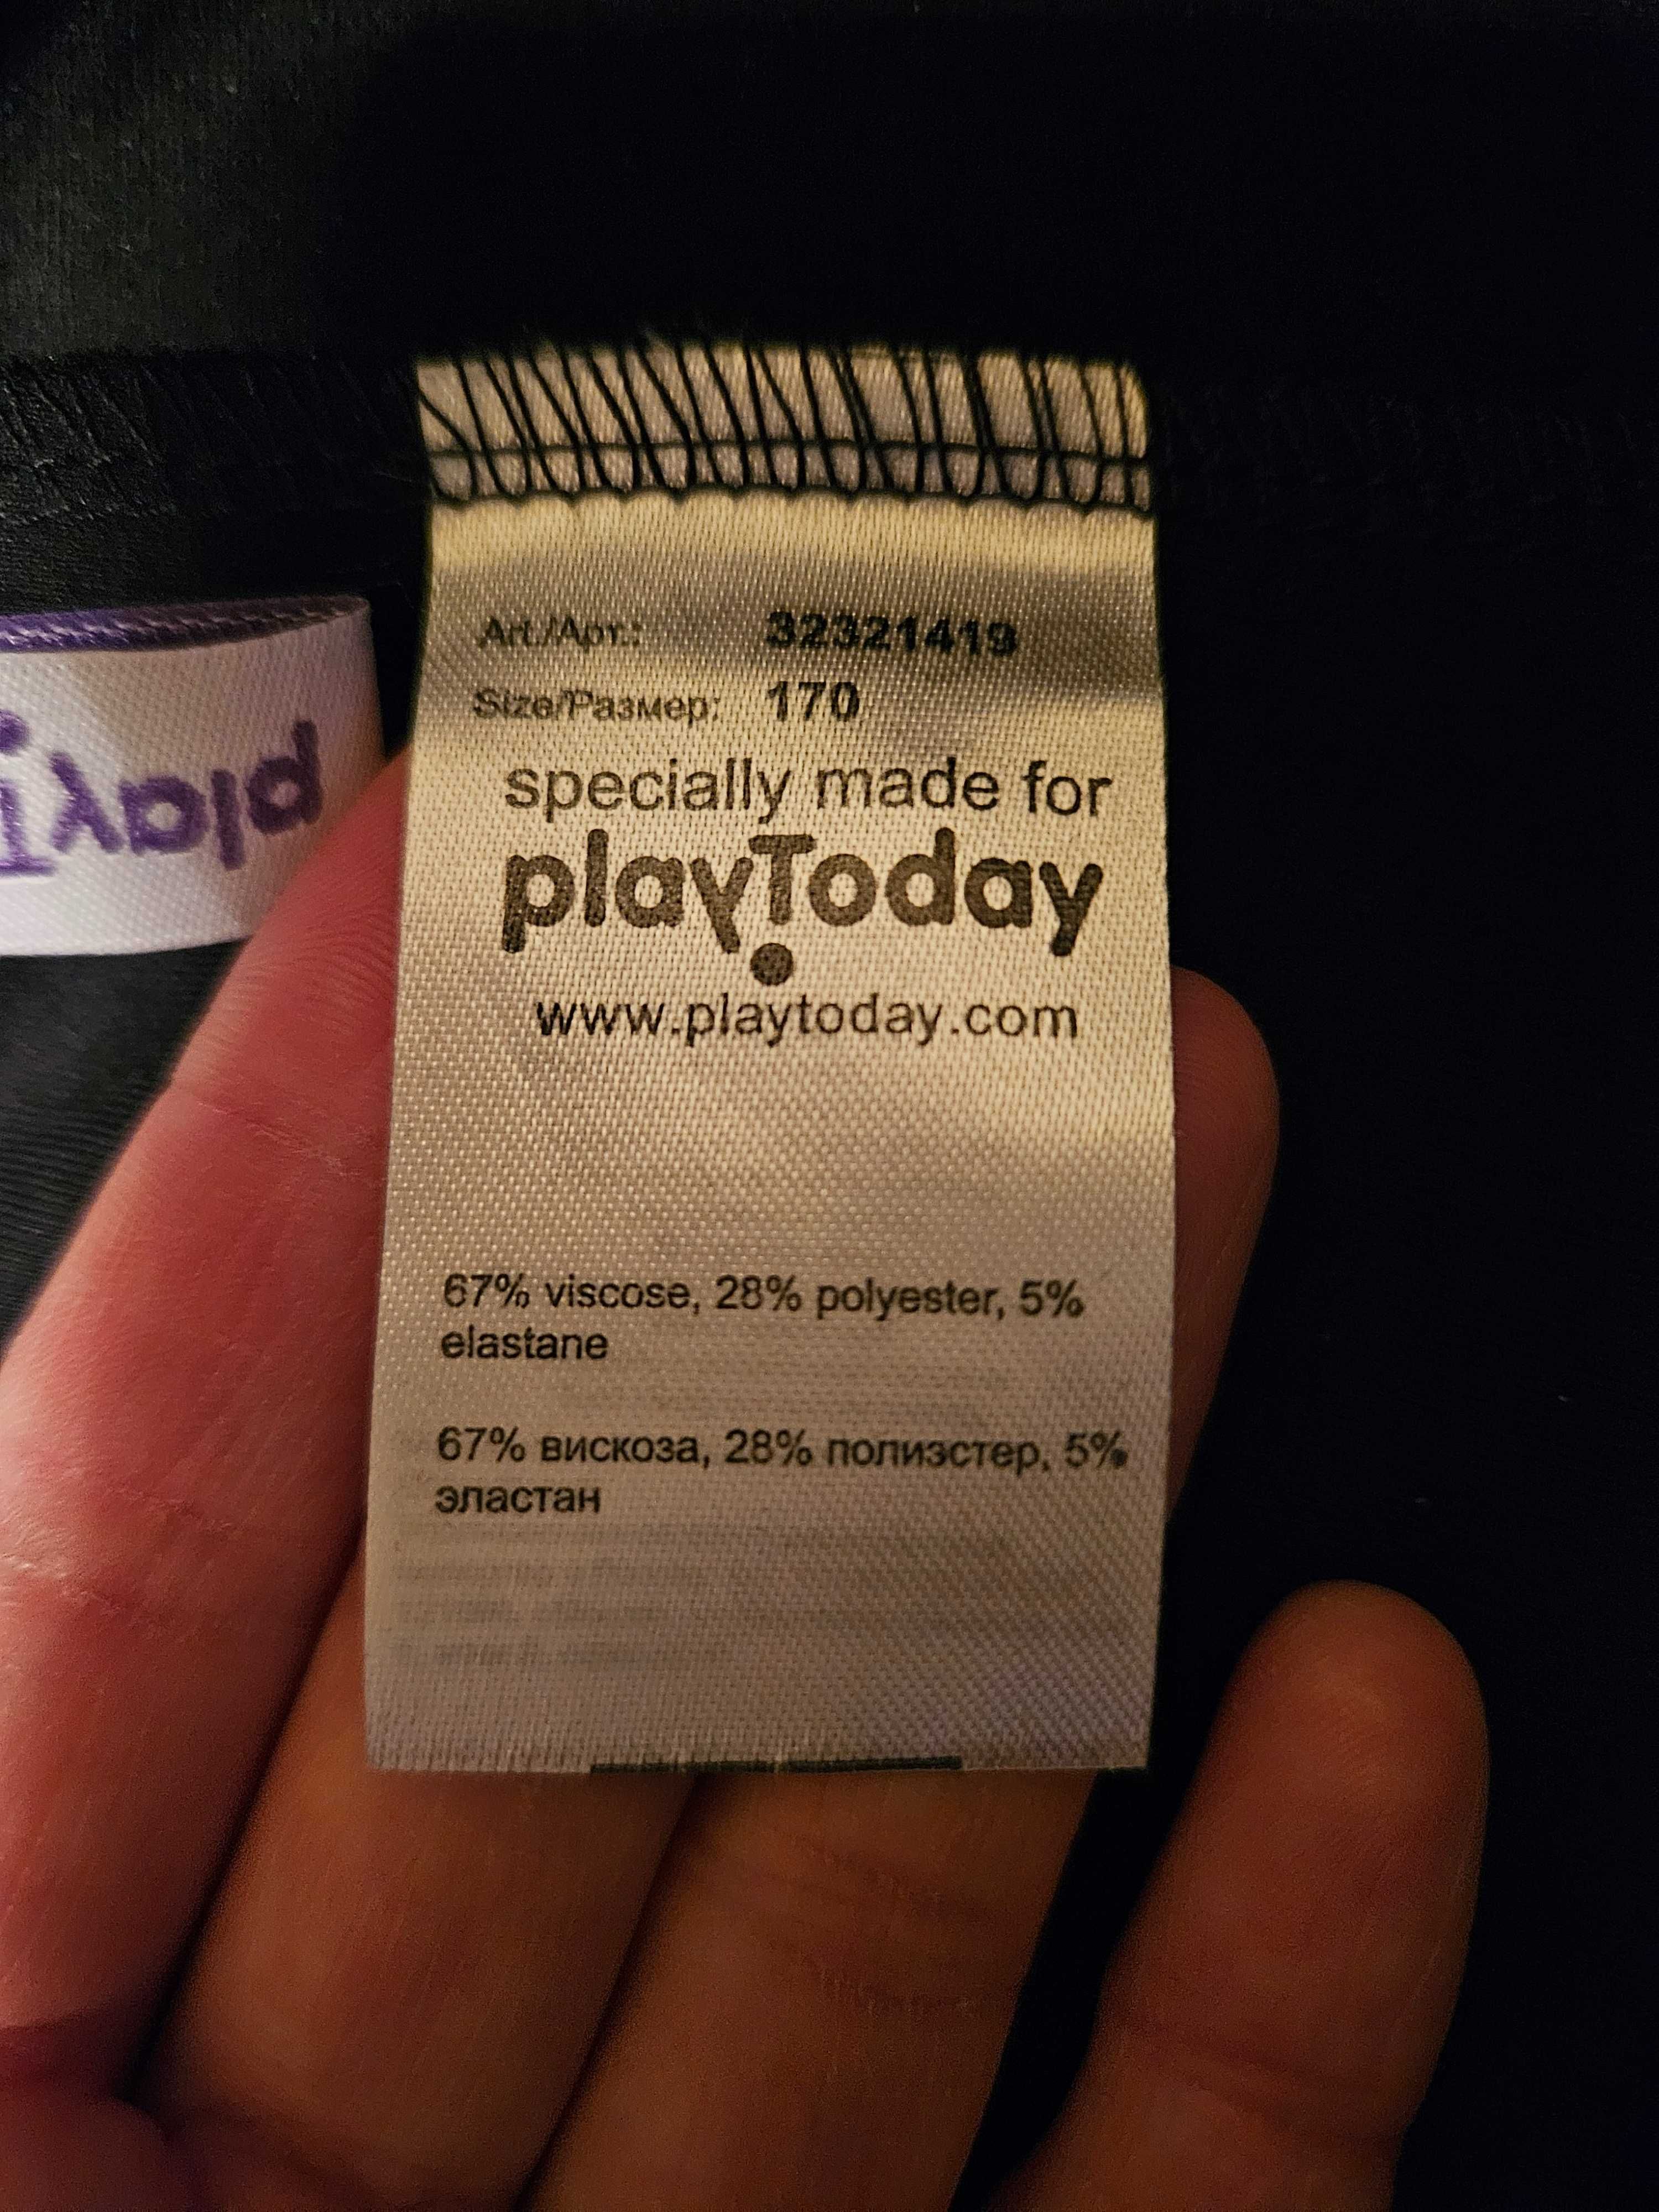 Art./Арт.: 32321419
Size/Размер: 170
specially made for
playToday
www.playtoday.com
67% viscose, 28% polyester, 5%
elastane
67% вискоза, 28% полиэстер, 5%
эластан
playT